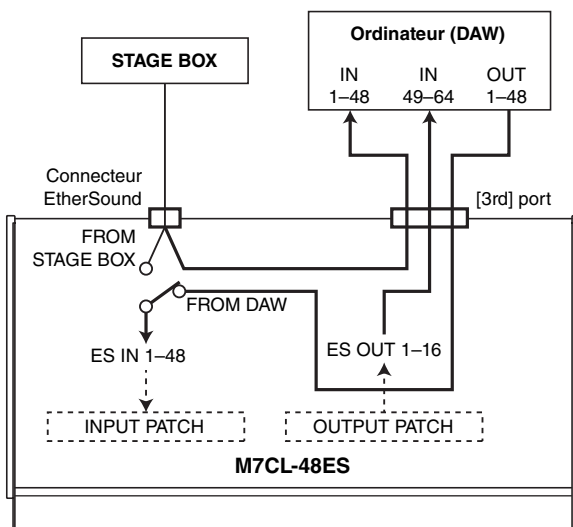 STAGE BOX
Ordinateur (DAW)
IN
1–48
IN
49–64
OUT
1–48
Connecteur
EtherSound
[3rd] port
FROM
STAGE BOX
FROM DAW
ES IN 1–48
ES OUT 1–16
INPUT PATCH
OUTPUT PATCH
M7CL-48ES